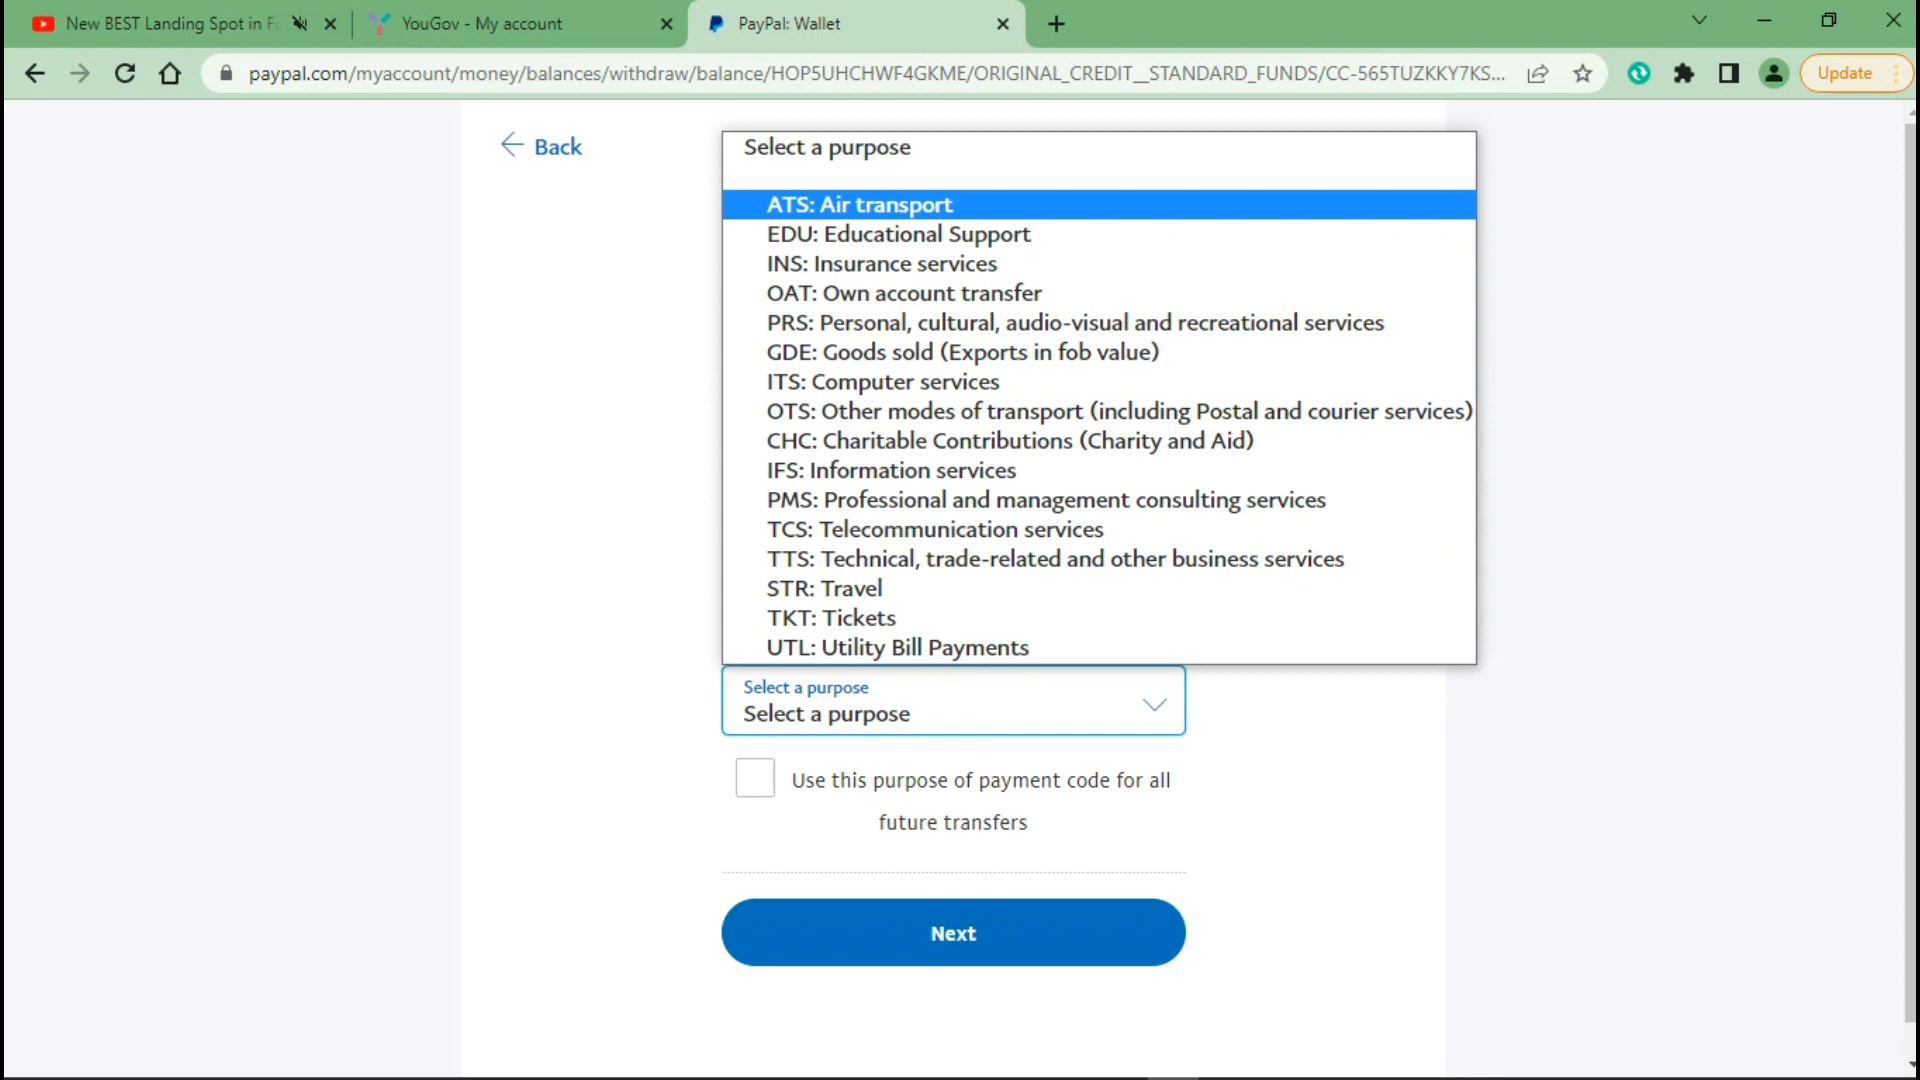 New BEST Landing Spot in Fo
YouGov - My account
PayPal: Wallet
paypal.com/myaccount/money/balances/withdraw/balance/HOP5UHCHWF4GKME/ORIGINAL_CREDIT__STANDARD_FUNDS/CC-565TUZKKY7KS...
Update
Back
Select a purpose
ATS: Air transport
EDU: Educational Support
INS: Insurance services
OAT: Own account transfer
PRS: Personal, cultural, audio-visual and recreational services
GDE: Goods sold (Exports in fob value)
ITS: Computer services
OTS: Other modes of transport (including Postal and courier services)
CHC: Charitable Contributions (Charity and Aid)
IFS: Information services
PMS: Professional and management consulting services
TCS: Telecommunication services
TTS: Technical, trade-related and other business services
STR: Travel
TKT: Tickets
UTL: Utility Bill Payments
Select a purpose
Select a purpose
Use this purpose of payment code for all
future transfers
Next